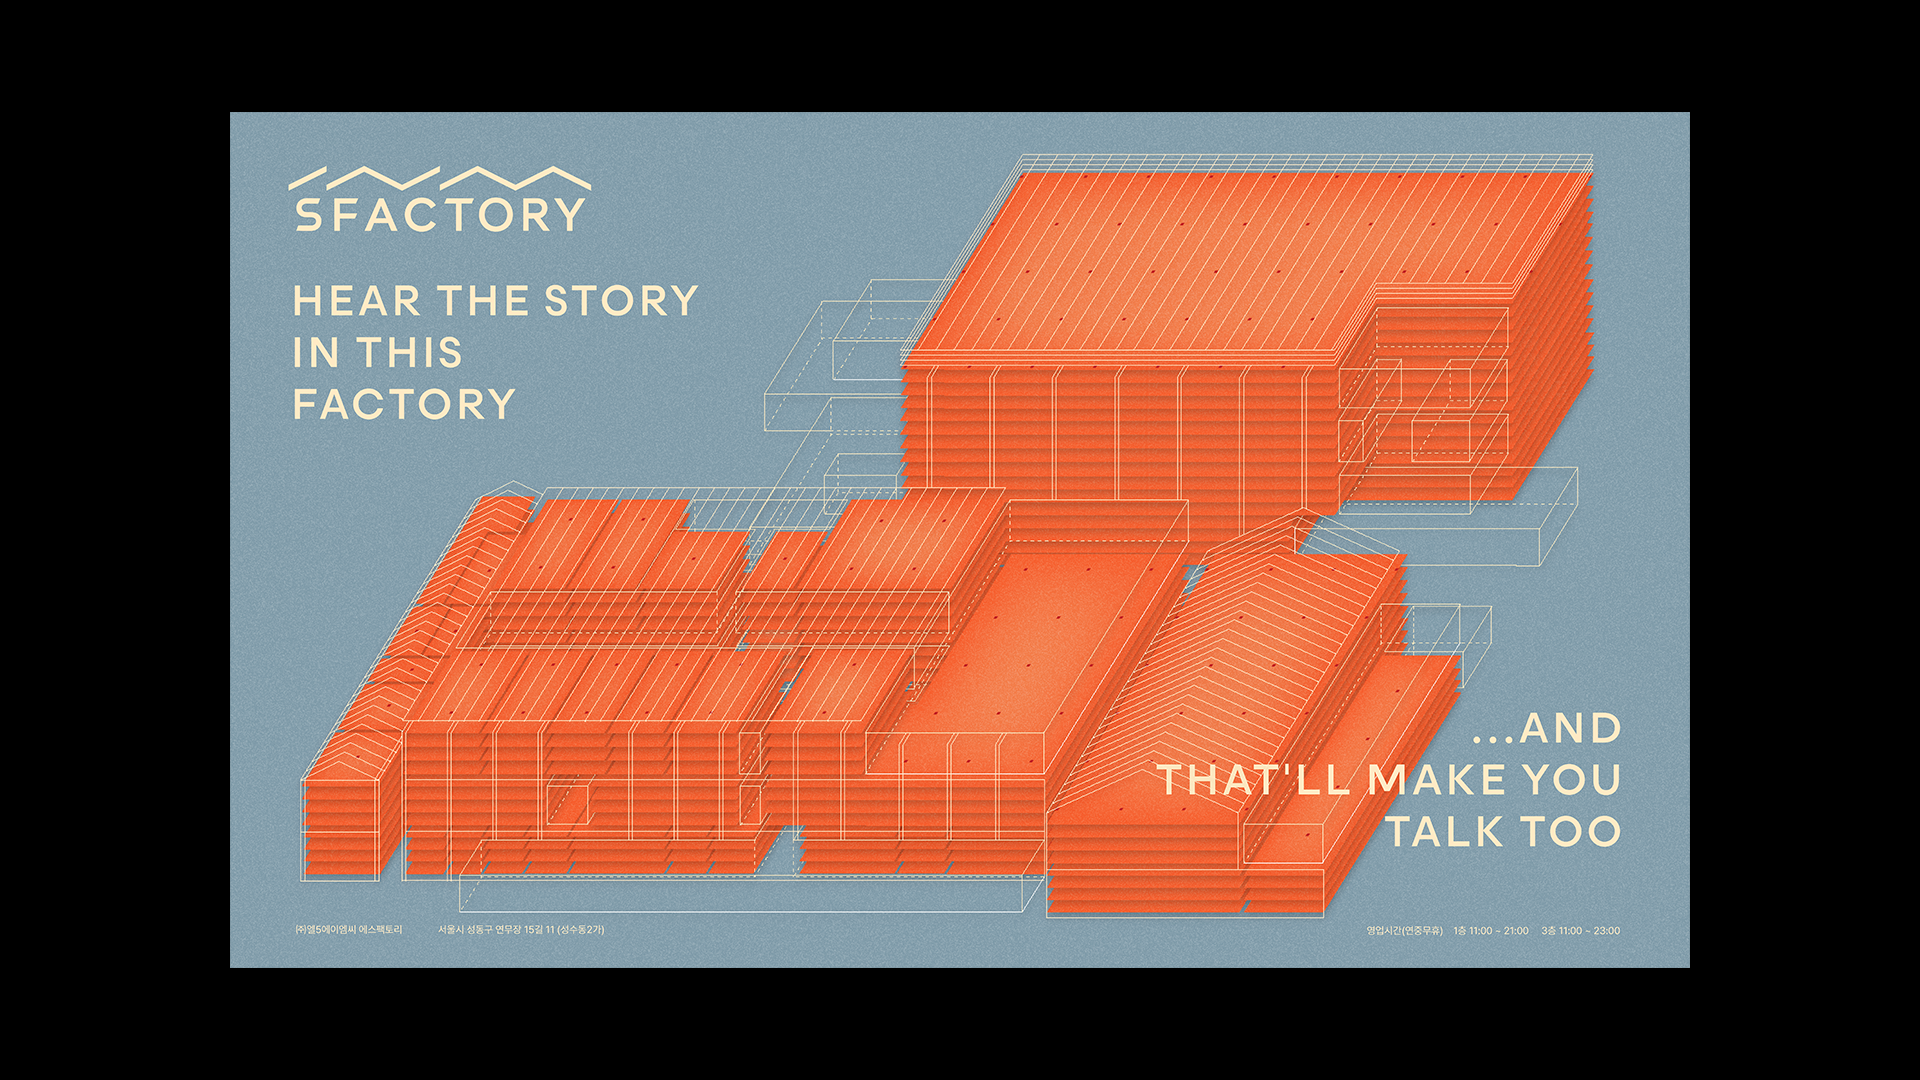 SFACTORY
HEAR THE STORY
IN THIS
FACTORY
...AND
THAT'LL MAKE YOU
TALK TOO
㈜엘5에이엠씨 에스팩토리 서울시 성동구 연무장 15길 11 (성수동2가)
영업시간(연중무휴) 1층 11:00 ~ 21:00 3층 11:00 ~ 23:00